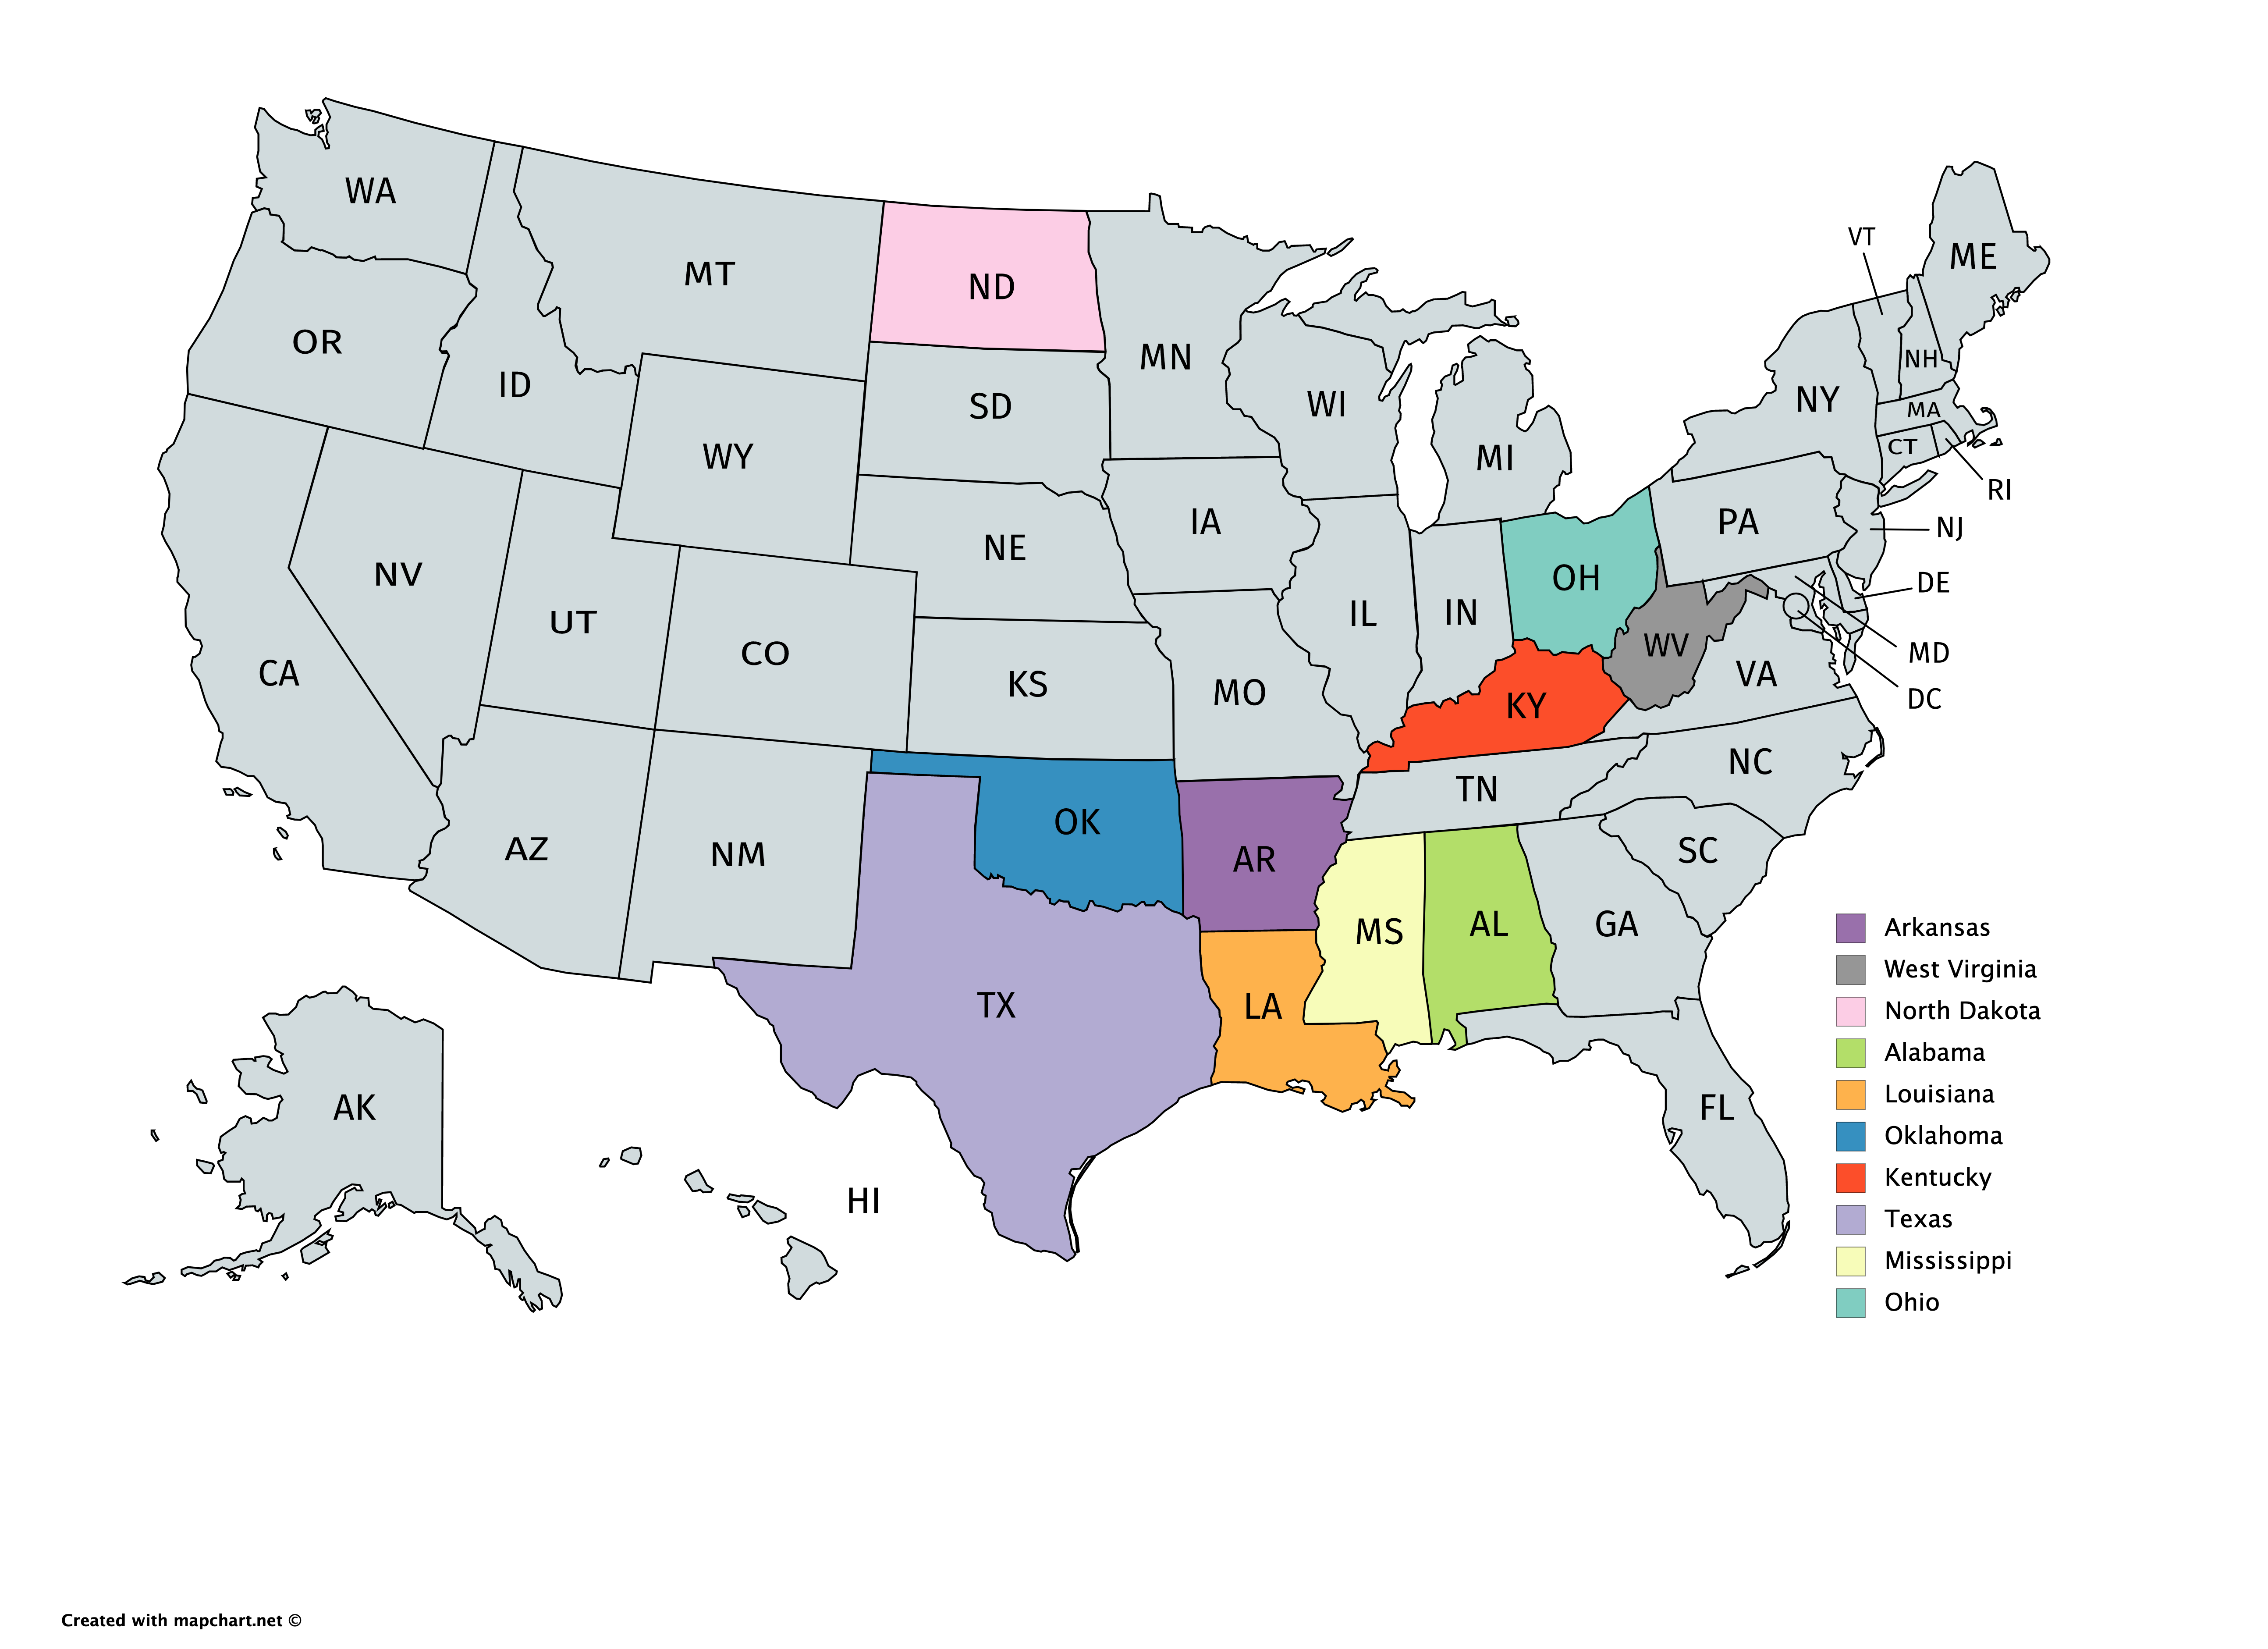 WA
VT
ME
MT
ND
OR
MN
NH
ID
SD
WI
NY
MA
WY
MI
CT
RI
IA
PA
NJ
NE
NV
OH
DE
UT
IL
IN
CO
WV
MD
CA
KS
MO
VA
DC
KY
NC
TN
OK
AZ
NM
AR
SC
MS
AL
GA
TX
LA
AK
FL
HI
Arkansas
West Virginia
North Dakota
Alabama
Louisiana
Oklahoma
Kentucky
Texas
Mississippi
Ohio
Created with mapchart.net ©